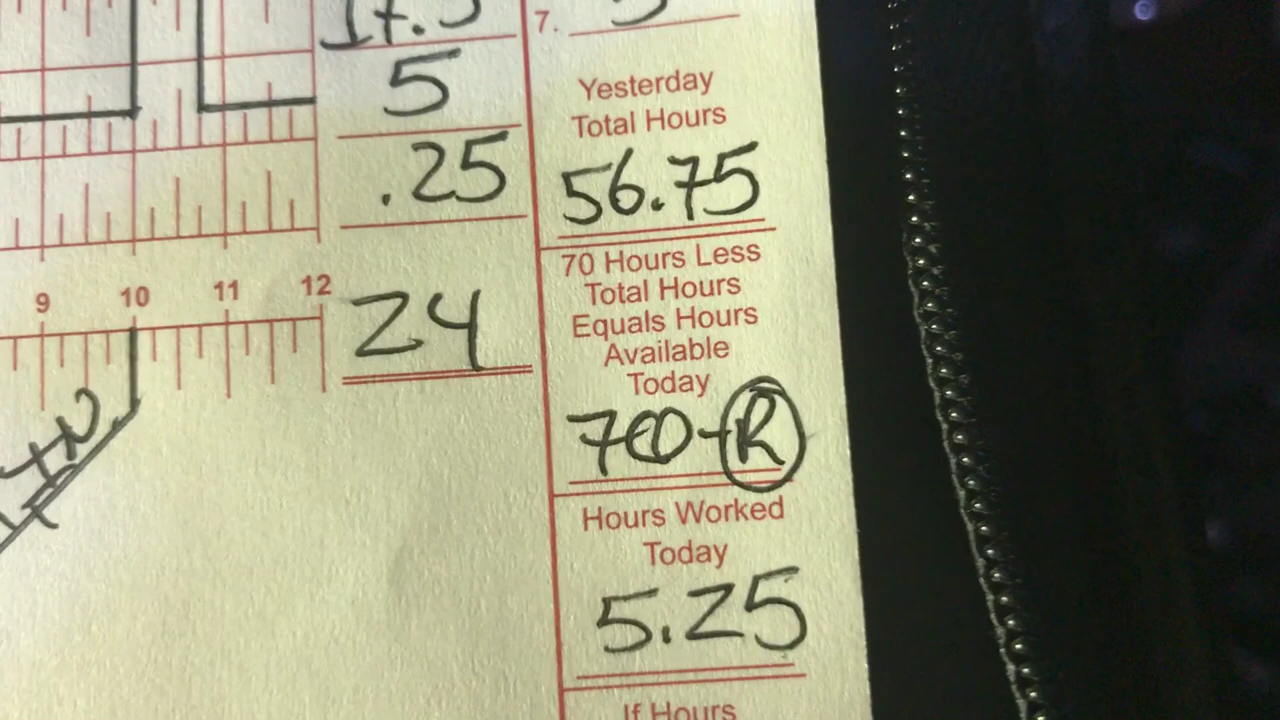 7.
5
.25
9 10 11 12
24
Yesterday
Total Hours
56.75
70 Hours Less
Total Hours
Equals Hours
Available
Today
70 - R
Hours Worked
Today
5.25
If Hours